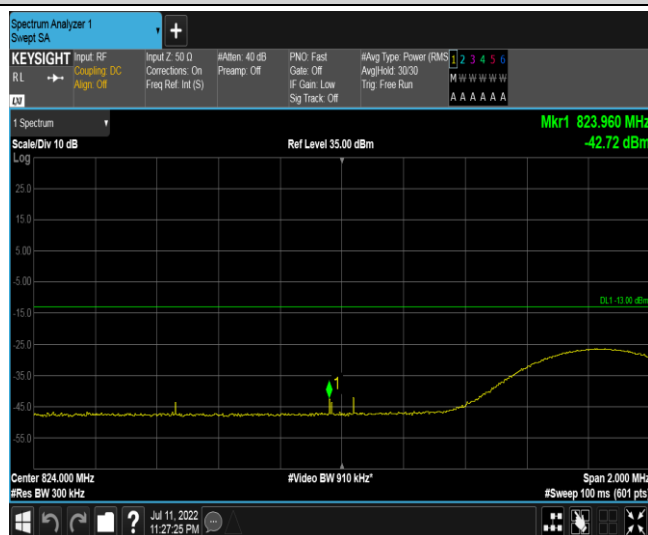 Spectrum Analyzer 1
Swept SA
+
KEYSIGHT Input: RF Input Z: 50 Ω #Atten: 40 dB PNO: Fast #Avg Type: Power (RMS 1 2 3 4 5 6
RL Coupling: DC Corrections: On Preamp: Off Gate: Off Avg|Hold: 30/30 M W W W W W
Align: Off Freq Ref: Int (S) IF Gain: Low Trig: Free Run
LXI Sig Track: Off A A A A A A
1 Spectrum Mkr1 823.960 MHz
Scale/Div 10 dB Ref Level 35.00 dBm -42.72 dBm
Log
25.0
15.0
5.00
-5.00
DL1 -13.00 dBm
-15.0
-25.0
-35.0
1
-45.0
-55.0
Center 824.000 MHz #Video BW 910 kHz* Span 2.000 MHz
#Res BW 300 kHz #Sweep 100 ms (601 pts)
? Jul 11, 2022
11:27:25 PM